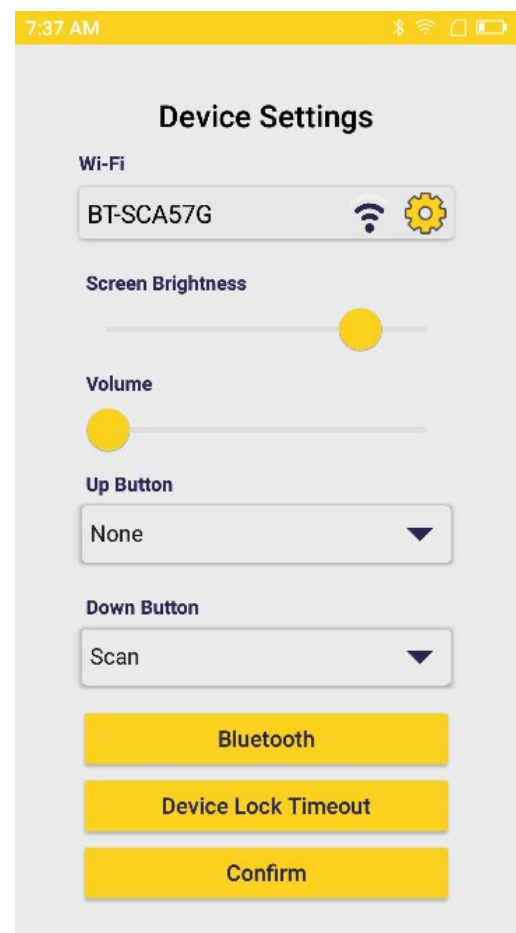 7:37 AM
Device Settings
Wi-Fi
BT-SCA57G
Screen Brightness
Volume
Up Button
None
Down Button
Scan
Bluetooth
Device Lock Timeout
Confirm